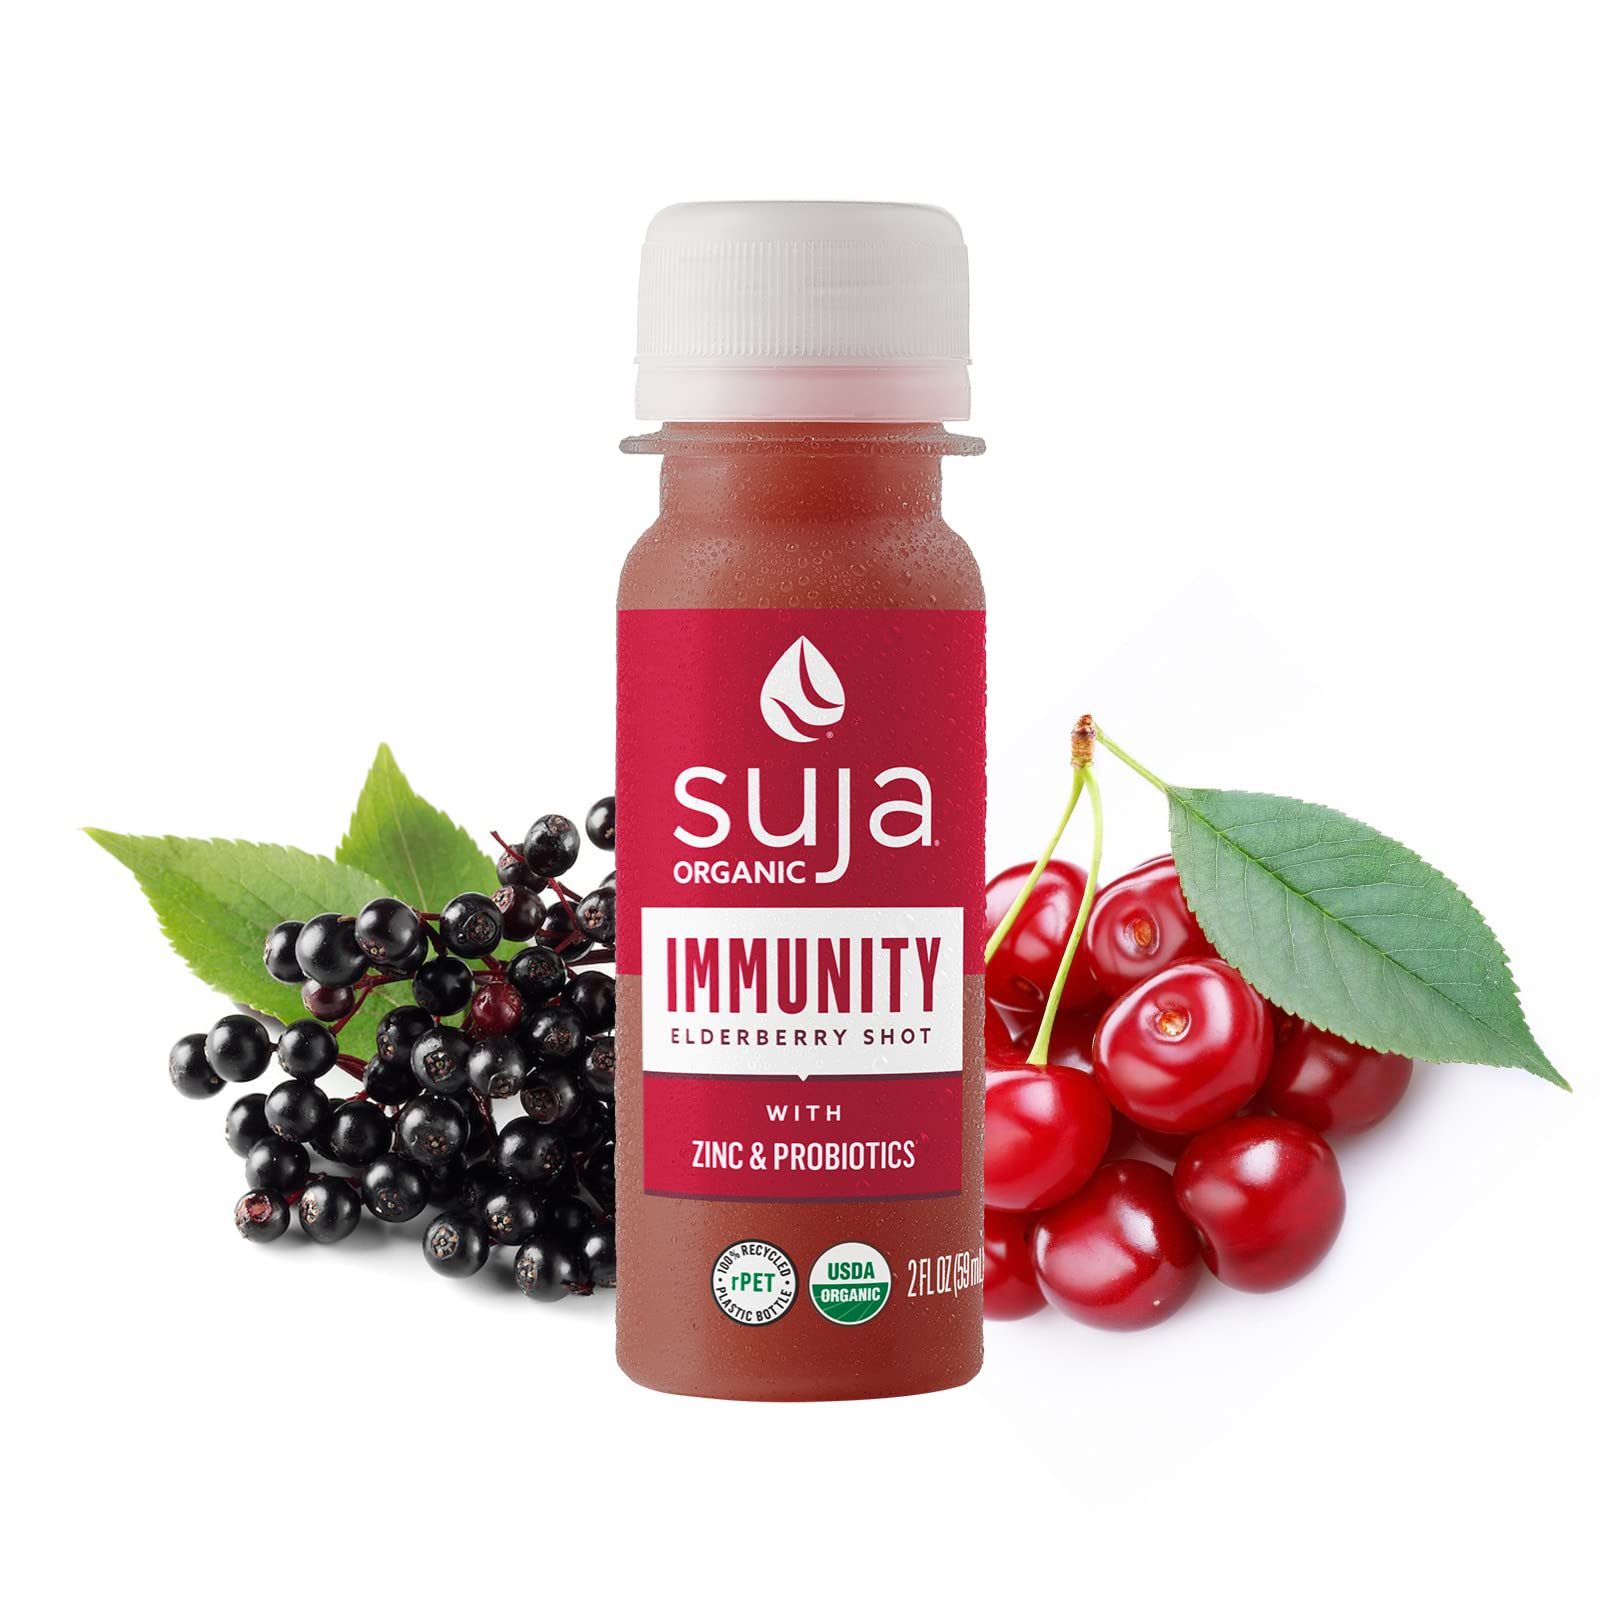 suja®
ORGANIC
IMMUNITY
ELDERBERRY SHOT
WITH
ZINC & PROBIOTICS
100% RECYCLED
rPET
PLASTIC BOTTLE
USDA
ORGANIC
2 FL OZ (59 mL)